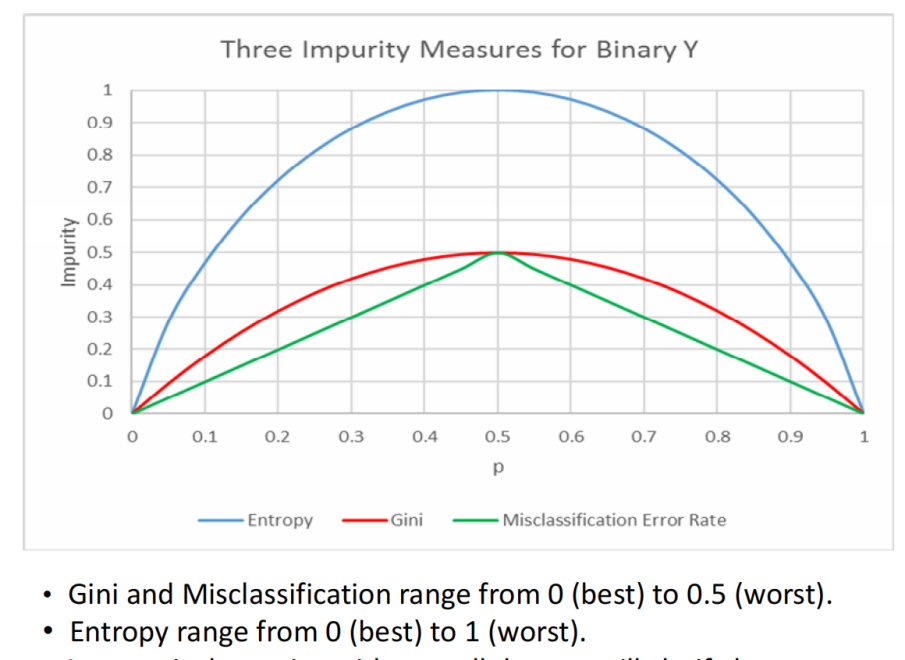 Three Impurity Measures for Binary Y
1
0.9
0.8
0.7
0.6
0.5
0.4
0.3
0.2
0.1
0
Impurity
0 0.1 0.2 0.3 0.4 0.5 0.6 0.7 0.8 0.9 1
p
Entropy Gini Misclassification Error Rate
• Gini and Misclassification range from 0 (best) to 0.5 (worst).
• Entropy range from 0 (best) to 1 (worst).